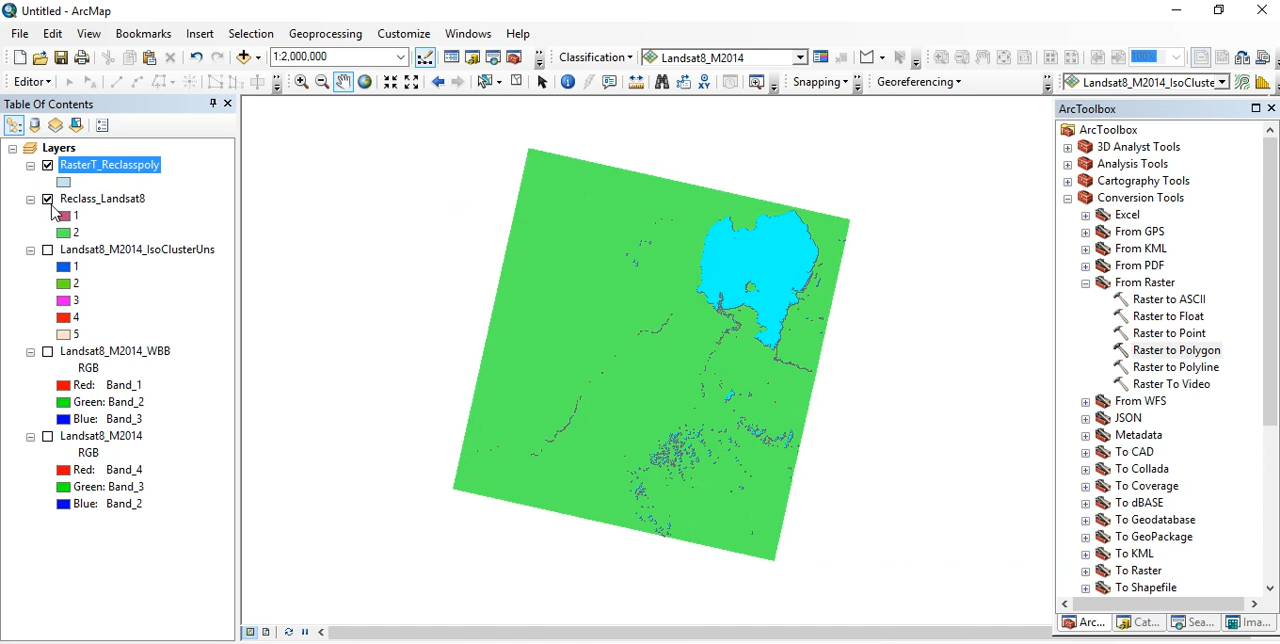 Untitled - ArcMap
File Edit View Bookmarks Insert Selection Geoprocessing Customize Windows Help
1:2,000,000 Classification Landsat8_M2014 100%
Editor Snapping Georeferencing Landsat8_M2014_IsoCluste
Table Of Contents
Layers
RasterT_Reclasspoly
Reclass_Landsat8
1
2
Landsat8_M2014_IsoClusterUns
1
2
3
4
5
Landsat8_M2014_WBB
RGB
Red: Band_1
Green: Band_2
Blue: Band_3
Landsat8_M2014
RGB
Red: Band_4
Green: Band_3
Blue: Band_2
ArcToolbox
ArcToolbox
3D Analyst Tools
Analysis Tools
Cartography Tools
Conversion Tools
Excel
From GPS
From KML
From PDF
From Raster
Raster to ASCII
Raster to Float
Raster to Point
Raster to Polygon
Raster to Polyline
Raster To Video
From WFS
JSON
Metadata
To CAD
To Collada
To Coverage
To dBASE
To Geodatabase
To GeoPackage
To KML
To Raster
To Shapefile
Arc... Cat... Sea... Ima...